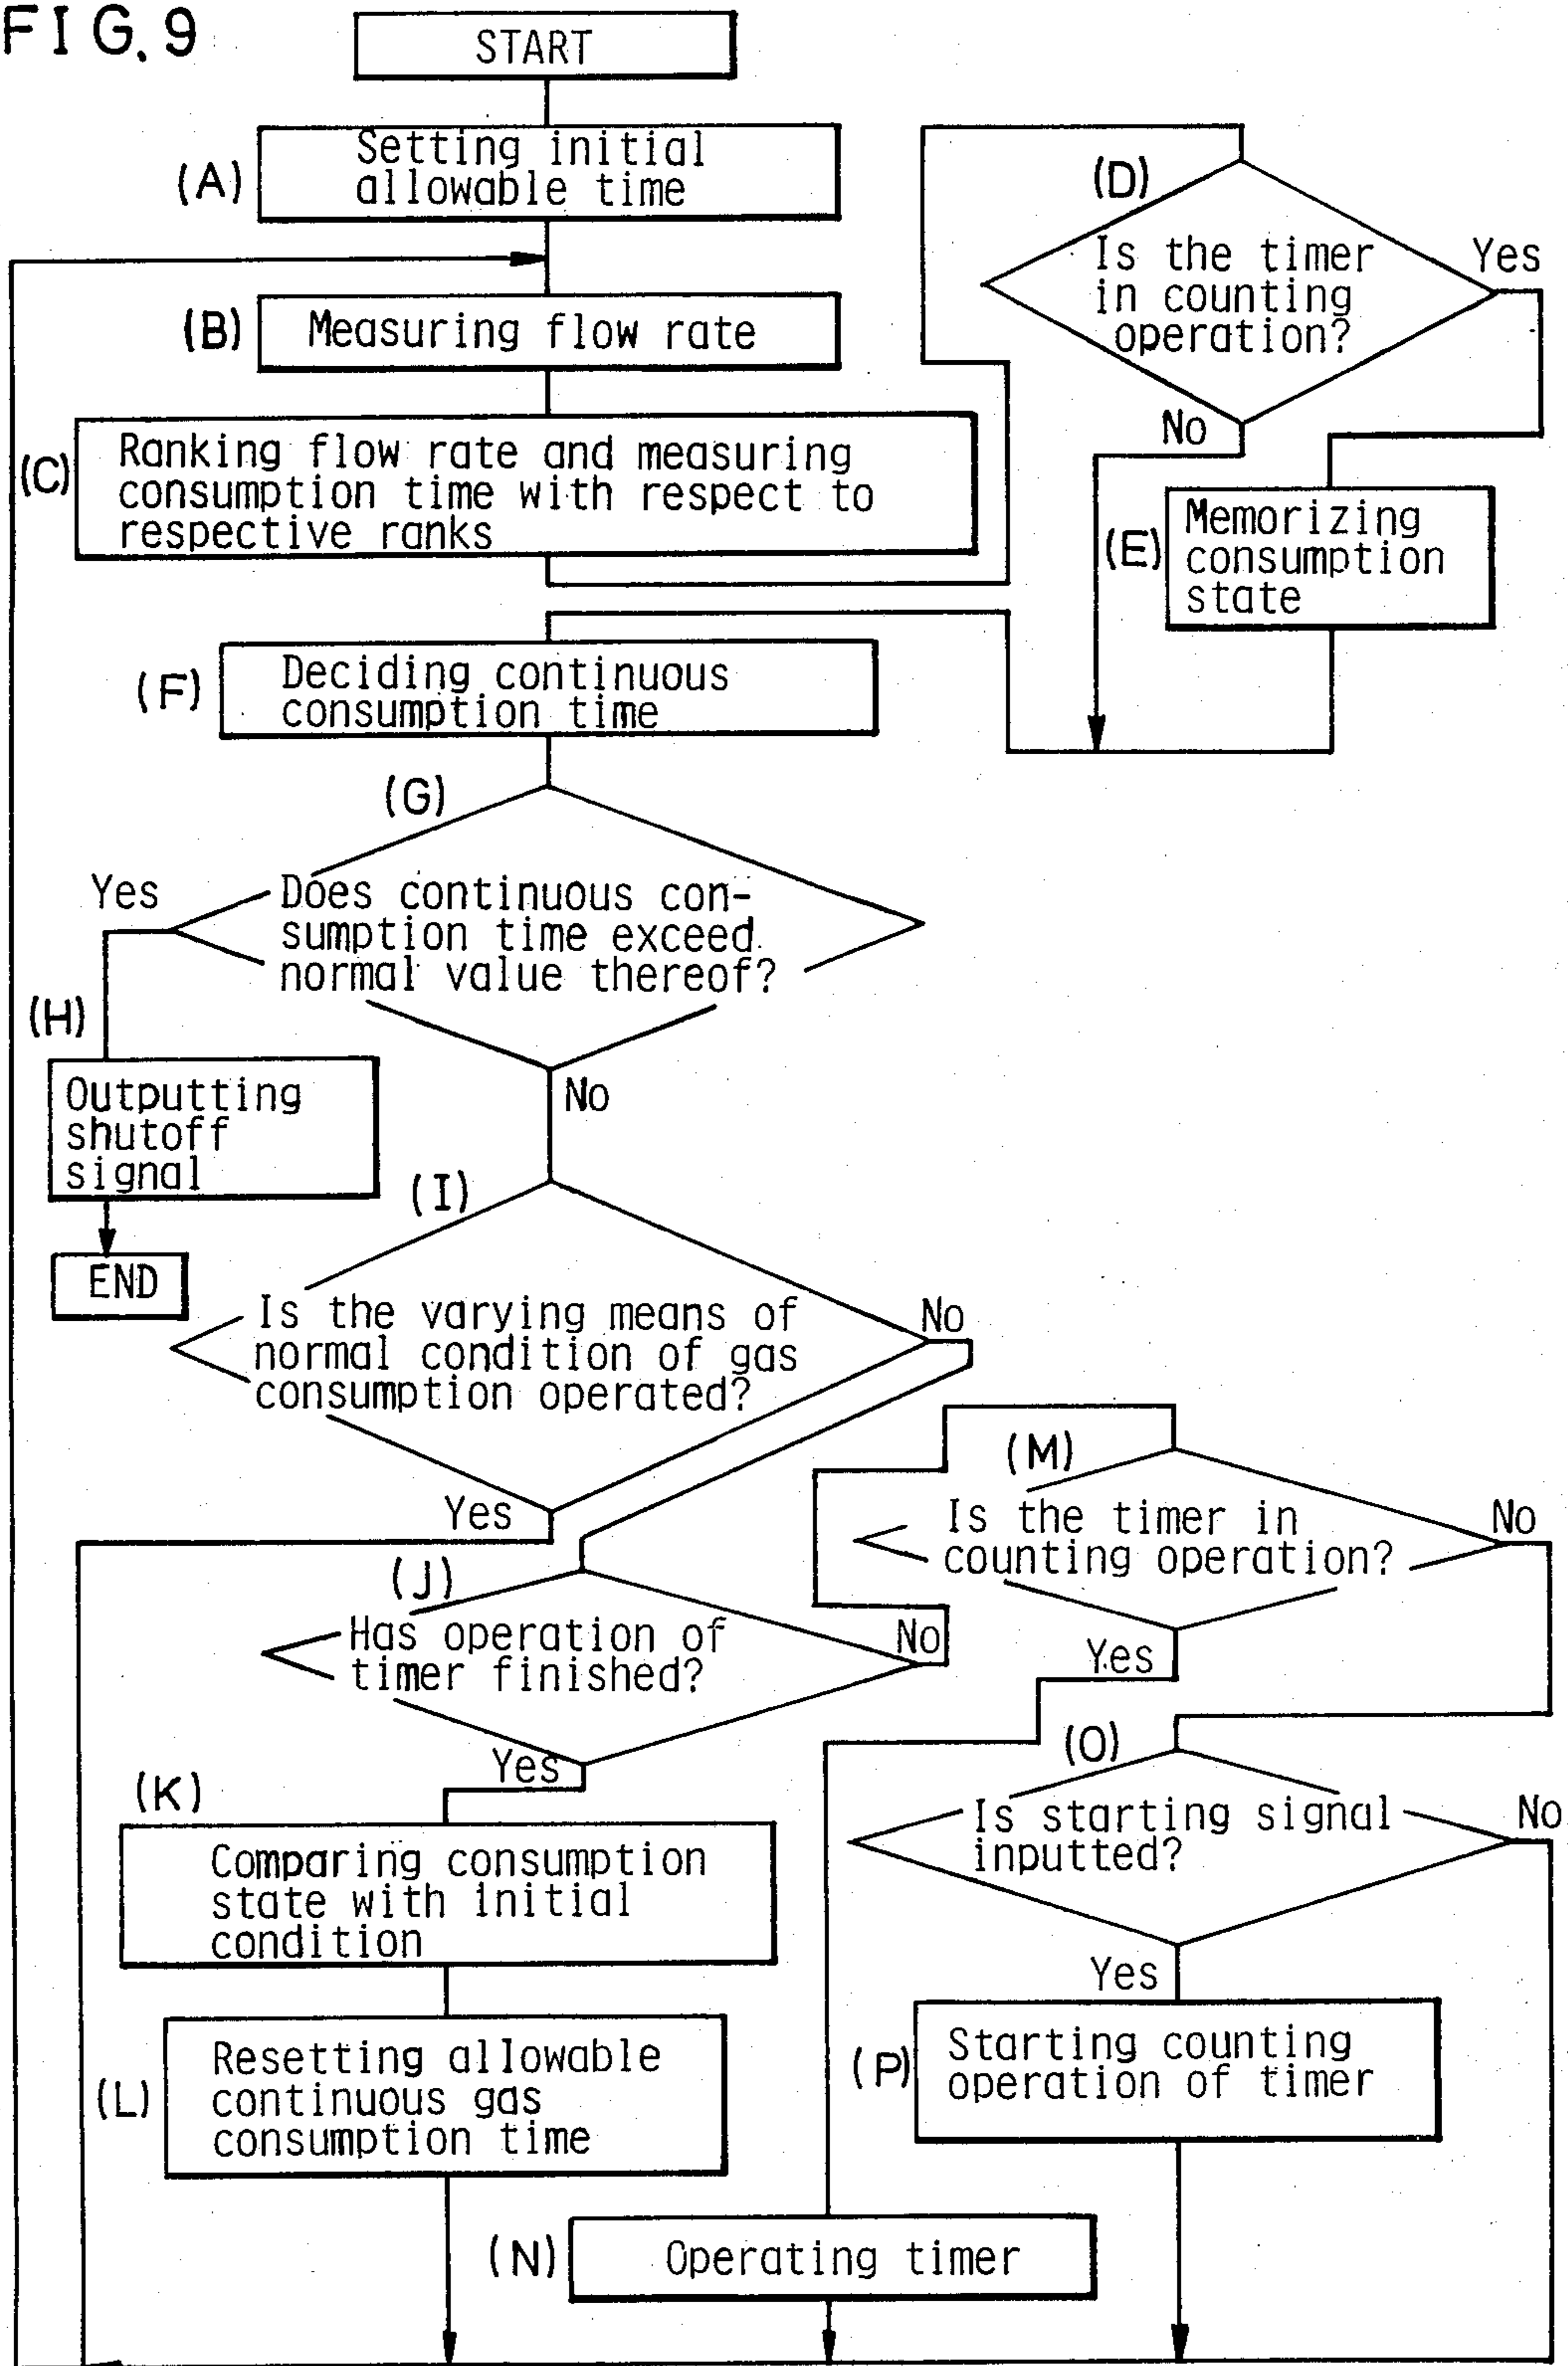 FIG. 9
START
(A)
Setting initial
allowable time
(B)
Measuring flow rate
(C)
Ranking flow rate and measuring
consumption time with respect to
respective ranks
(D)
Is the timer
in counting
operation?
Yes
No
(E)
Memorizing
consumption
state
(F)
Deciding continuous
consumption time
(G)
Does continuous con-
sumption time exceed
normal value thereof?
Yes
No
(H)
Outputting
shutoff
signal
END
(I)
Is the varying means of
normal condition of gas
consumption operated?
No
Yes
(J)
Has operation of
timer finished?
No
Yes
(K)
Comparing consumption
state with initial
condition
(L)
Resetting allowable
continuous gas
consumption time
(M)
Is the timer in
counting operation?
No
Yes
(N)
Operating timer
(O)
Is starting signal
inputted?
No
Yes
(P)
Starting counting
operation of timer